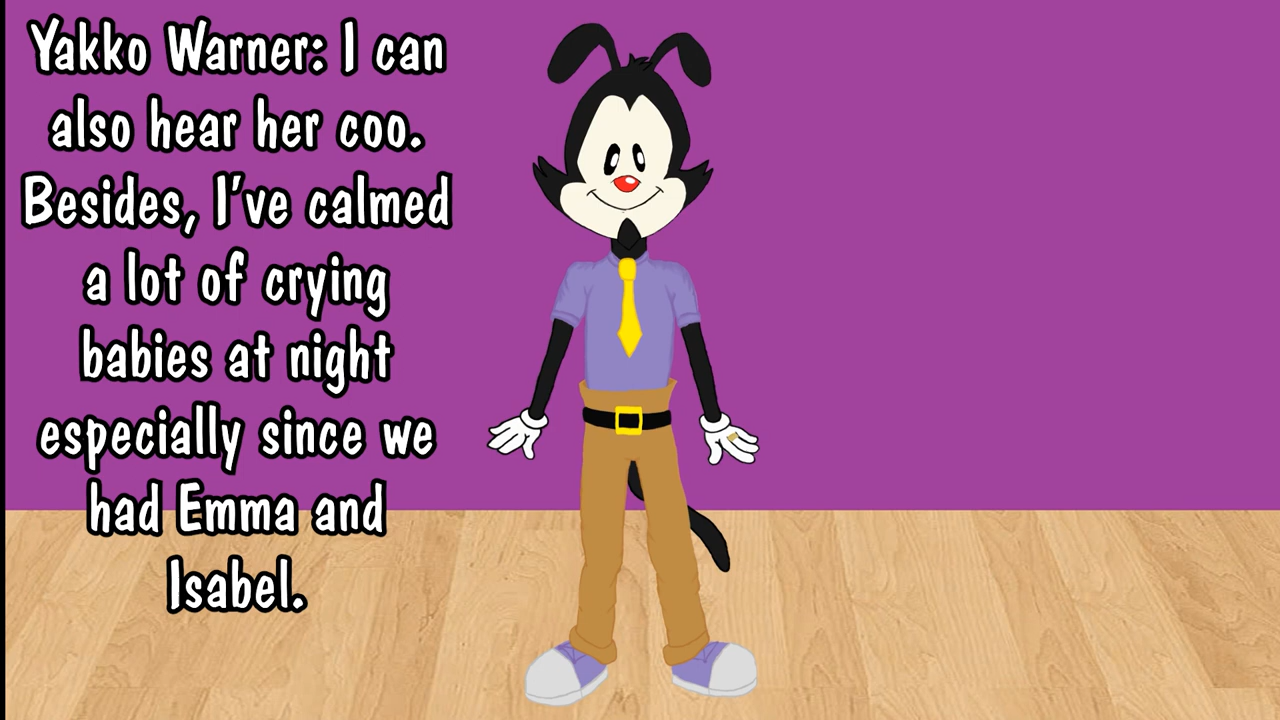 Yakko Warner: I can
also hear her coo.
Besides, I've calmed
a lot of crying
babies at night
especially since we
had Emma and
Isabel.